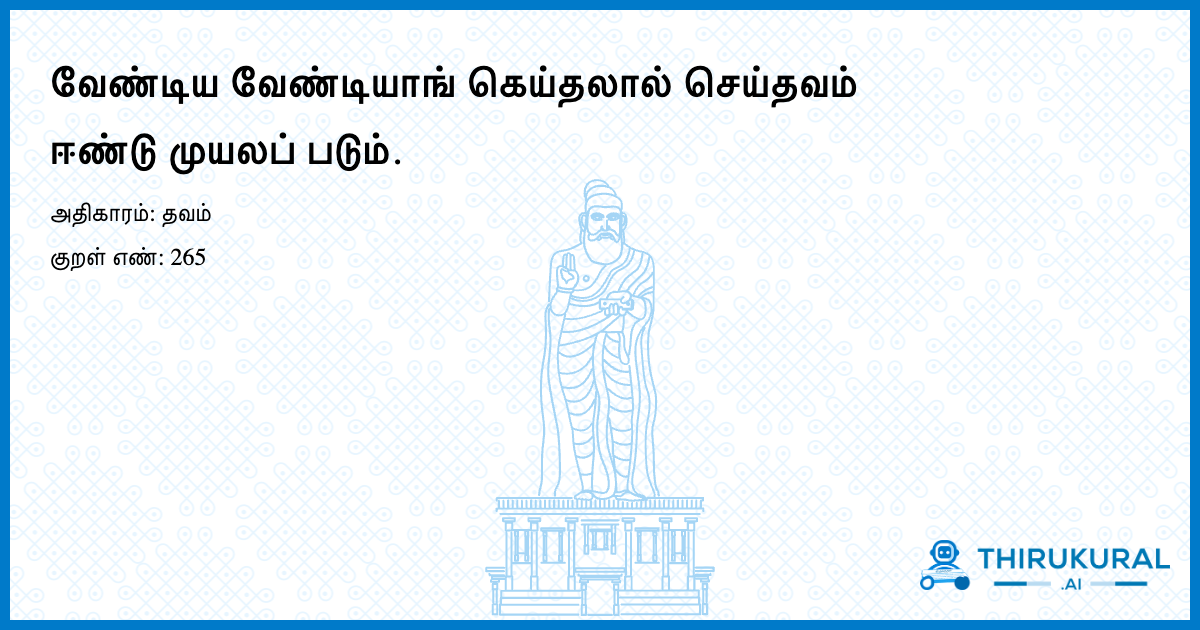 வேண்டிய வேண்டியாங் கெய்தலால் செய்தவம்
ஈண்டு முயலப் படும்.
அதிகாரம்: தவம்
குறள் எண்: 265
THIRUKURAL
.AI